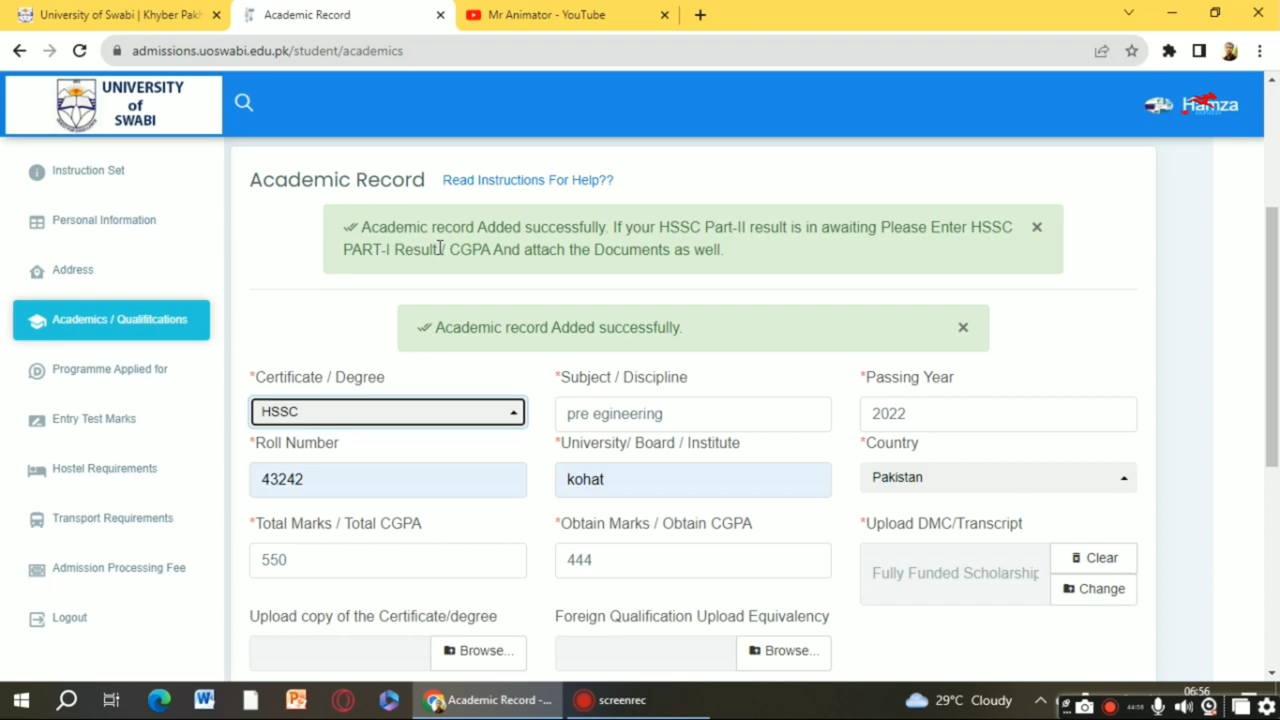 University of Swabi | Khyber Pak
Academic Record
Mr Animator - YouTube
admissions.uoswabi.edu.pk/student/academics
UNIVERSITY
of
SWABI
Hamza
Instruction Set
Personal Information
Address
Academics / Qualifitcations
Programme Applied for
Entry Test Marks
Hostel Requirements
Transport Requirements
Admission Processing Fee
Logout
Academic Record
Read Instructions For Help??
Academic record Added successfully. If your HSSC Part-II result is in awaiting Please Enter HSSC
PART-I Result/ CGPA And attach the Documents as well.
Academic record Added successfully.
*Certificate / Degree
*Subject / Discipline
*Passing Year
HSSC
pre egineering
2022
*Roll Number
*University/ Board / Institute
*Country
43242
kohat
Pakistan
*Total Marks / Total CGPA
*Obtain Marks / Obtain CGPA
*Upload DMC/Transcript
550
444
Fully Funded Scholarship
Clear
Change
Upload copy of the Certificate/degree
Foreign Qualification Upload Equivalency
Browse...
Browse...
Academic Record -...
screenrec
29°C Cloudy
06:56